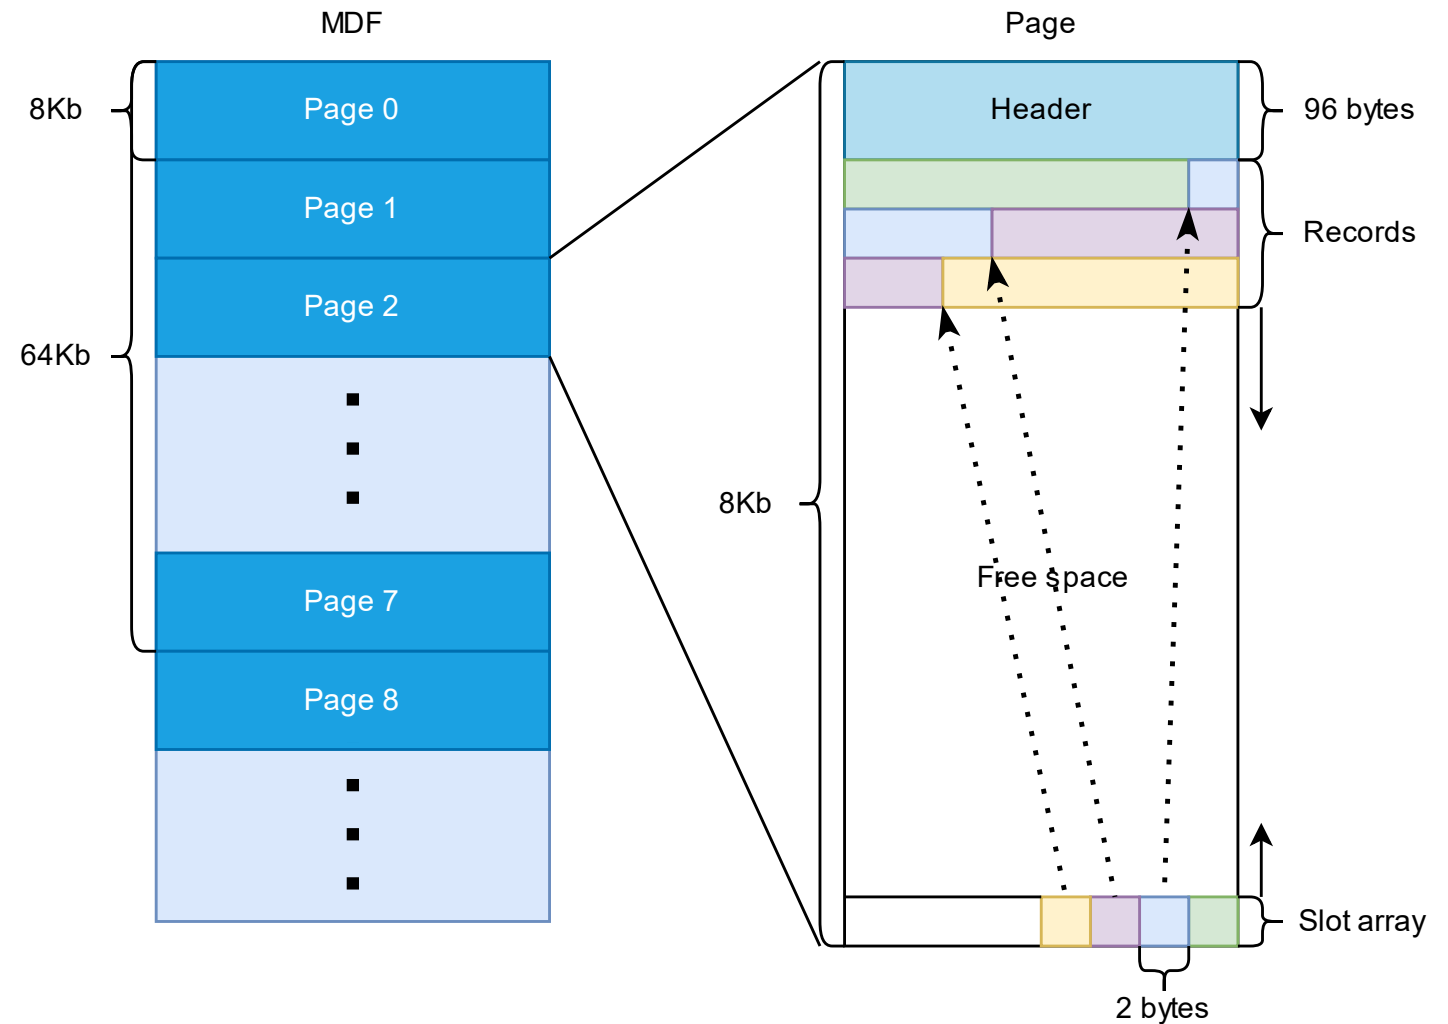 MDF
8Kb
Page 0
Page 1
Page 2
64Kb
Page 7
Page 8
Page
Header
96 bytes
Records
8Kb
Free space
Slot array
2 bytes